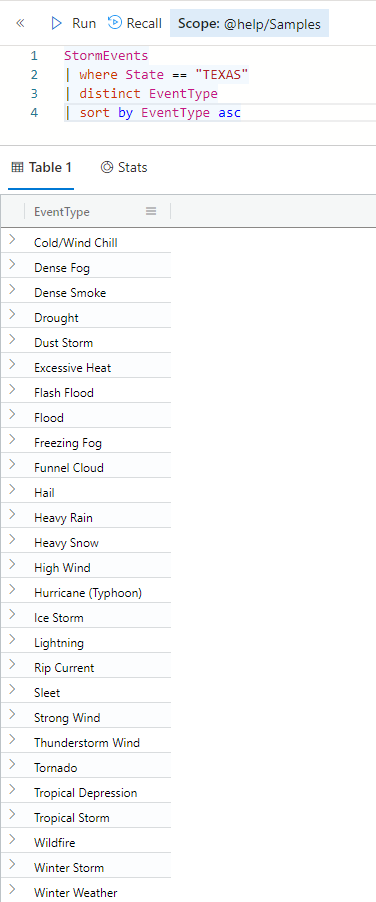 « Run Recall Scope: @help/Samples
1 StormEvents
2 | where State == "TEXAS"
3 | distinct EventType
4 | sort by EventType asc
Table 1 Stats
EventType
Cold/Wind Chill
Dense Fog
Dense Smoke
Drought
Dust Storm
Excessive Heat
Flash Flood
Flood
Freezing Fog
Funnel Cloud
Hail
Heavy Rain
Heavy Snow
High Wind
Hurricane (Typhoon)
Ice Storm
Lightning
Rip Current
Sleet
Strong Wind
Thunderstorm Wind
Tornado
Tropical Depression
Tropical Storm
Wildfire
Winter Storm
Winter Weather